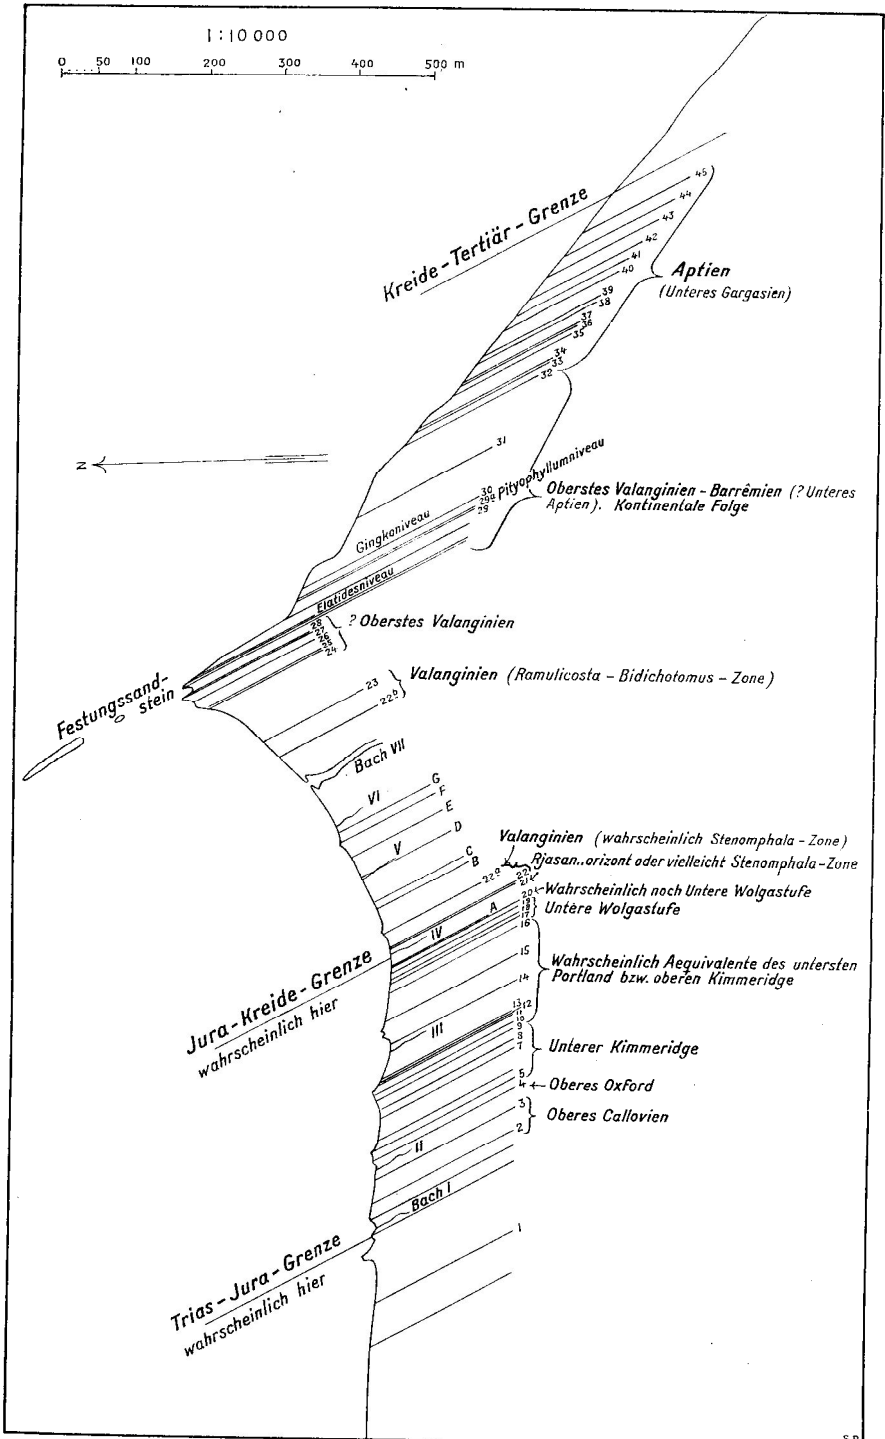 1:10 000
0 50 100 200 300 400 500 m
Kreide-Tertiär-Grenze
45
44
43
42
41
40
39
38
37
36
35
34
33
32
Aptien
(Unteres Gargasien)
31
N
30
29a
29
Pityophyllumniveau
Gingkoniveau
Oberstes Valanginien - Barrêmien (? Unteres
Aptien). Kontinentale Folge
Elatidesniveau
28
24
? Oberstes Valanginien
Festungssand-
stein
23
22b
Valanginien (Ramulicosta - Bidichotomus - Zone)
Bach VII
G
VI
F
E
D
V
C
B
Valanginien (wahrscheinlich Stenomphala - Zone)
22a
22
Rjasan..orizont oder vielleicht Stenomphala-Zone
21
20
Wahrscheinlich noch Untere Wolgastufe
A
19
18
17
Untere Wolgastufe
16
IV
Jura-Kreide-Grenze
wahrscheinlich hier
15
14
Wahrscheinlich Aequivalente des untersten
Portland bzw. oberen Kimmeridge
13
12
11
10
III
9
8
7
Unterer Kimmeridge
5
4
Oberes Oxford
3
2
Oberes Callovien
II
Bach I
Trias-Jura-Grenze
wahrscheinlich hier
1